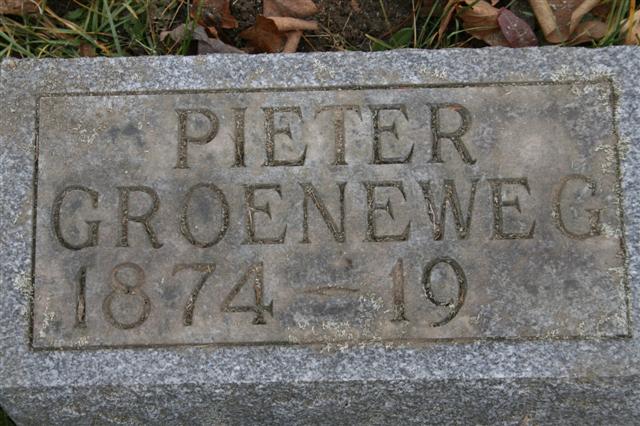 PIETER
GROENEWEG
1874 - 19